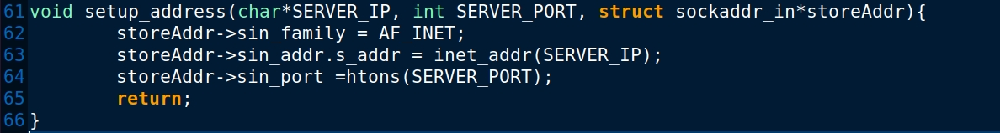 61 void setup_address(char*SERVER_IP, int SERVER_PORT, struct sockaddr_in*storeAddr){
62         storeAddr->sin_family = AF_INET;
63         storeAddr->sin_addr.s_addr = inet_addr(SERVER_IP);
64         storeAddr->sin_port =htons(SERVER_PORT);
65         return;
66 }